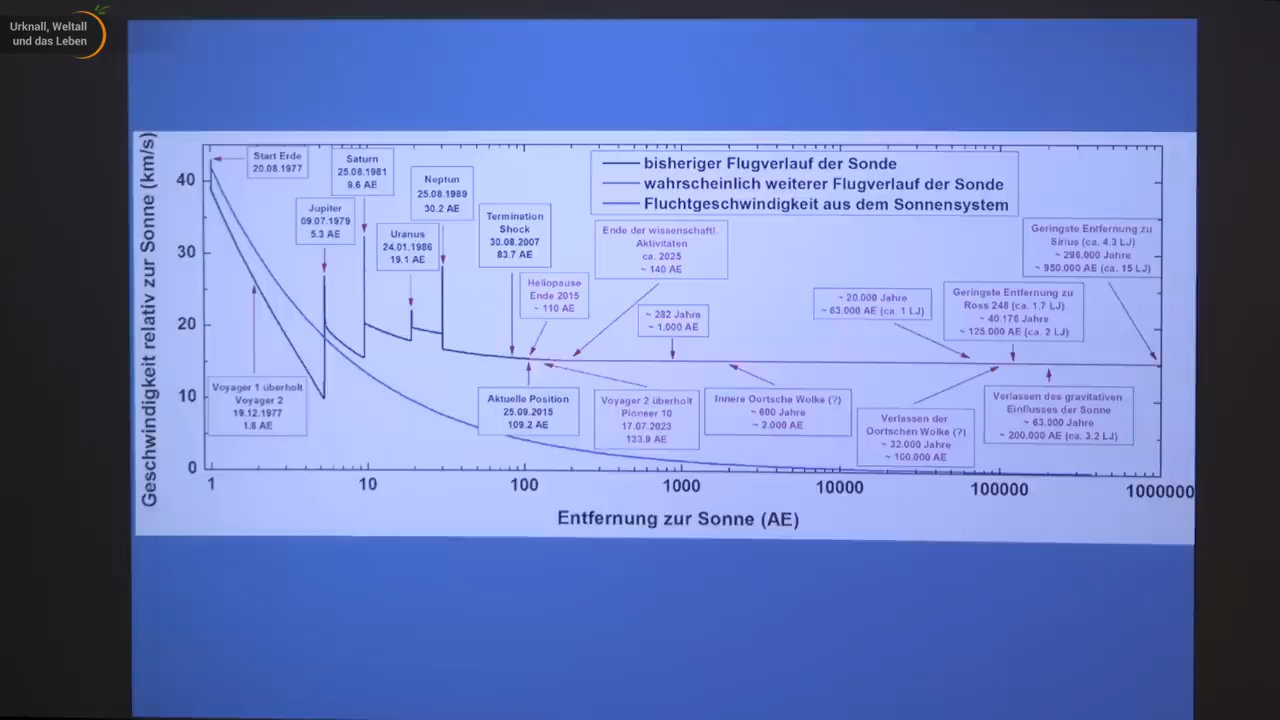 Urknall, Weltall
und das Leben
Geschwindigkeit relativ zur Sonne (km/s)
40
30
20
10
0
Start Erde
20.08.1977
Saturn
25.08.1981
9.6 AE
Jupiter
09.07.1979
5.3 AE
Neptun
25.08.1989
30.2 AE
Uranus
24.01.1986
19.1 AE
Termination
Shock
30.08.2007
83.7 AE
bisheriger Flugverlauf der Sonde
wahrscheinlich weiterer Flugverlauf der Sonde
Fluchtgeschwindigkeit aus dem Sonnensystem
Ende der wissenschaftl.
Aktivitäten
ca. 2025
~ 140 AE
Heliopause
Ende 2015
~ 110 AE
~ 282 Jahre
~ 1.000 AE
~ 20.000 Jahre
~ 63.000 AE (ca. 1 LJ)
Geringste Entfernung zu
Ross 248 (ca. 1.7 LJ)
~ 40.176 Jahre
~ 125.000 AE (ca. 2 LJ)
Geringste Entfernung zu
Sirius (ca. 4.3 LJ)
~ 296.000 Jahre
~ 950.000 AE (ca. 15 LJ)
Voyager 1 überholt
Voyager 2
19.12.1977
1.8 AE
Aktuelle Position
25.09.2015
109.2 AE
Voyager 2 überholt
Pioneer 10
17.07.2023
133.9 AE
Innere Oortsche Wolke (?)
~ 600 Jahre
~ 2.000 AE
Verlassen der
Oortschen Wolke (?)
~ 32.000 Jahre
~ 100.000 AE
Verlassen des gravitativen
Einflusses der Sonne
~ 63.000 Jahre
~ 200.000 AE (ca. 3.2 LJ)
1
10
100
1000
10000
100000
1000000
Entfernung zur Sonne (AE)